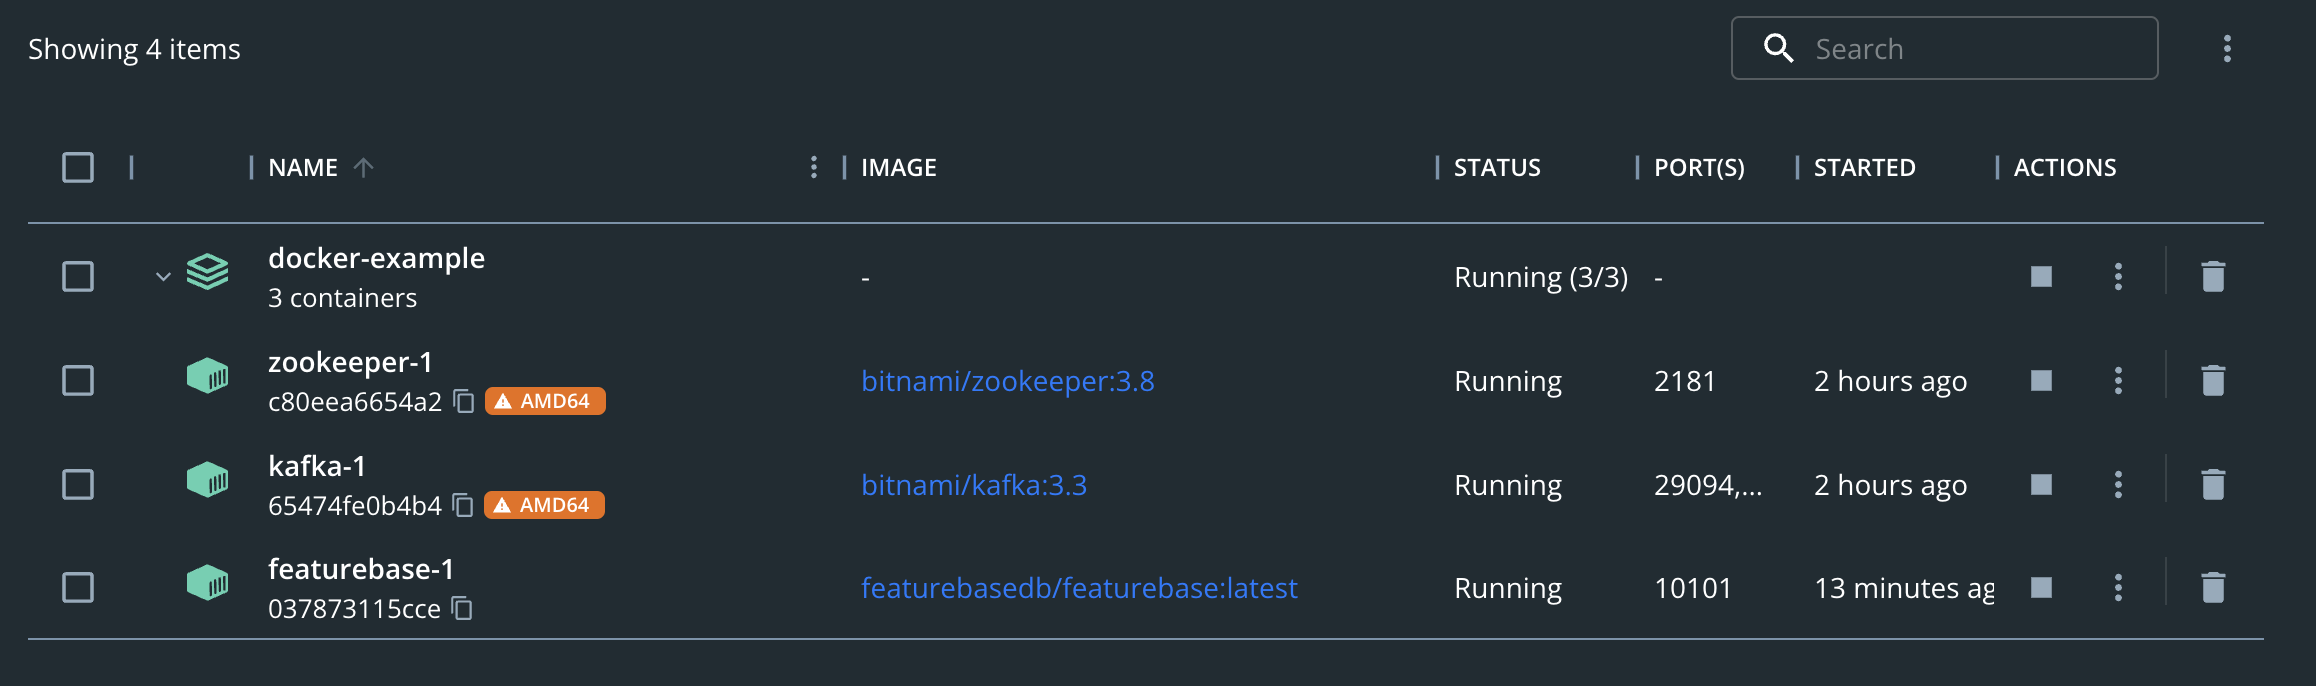 Showing 4 items
Search
NAME IMAGE STATUS PORT(S) STARTED ACTIONS
docker-example
3 containers
- Running (3/3) -
zookeeper-1
c80eea6654a2 AMD64
bitnami/zookeeper:3.8 Running 2181 2 hours ago
kafka-1
65474fe0b4b4 AMD64
bitnami/kafka:3.3 Running 29094,... 2 hours ago
featurebase-1
037873115cce
featurebasedb/featurebase:latest Running 10101 13 minutes ag